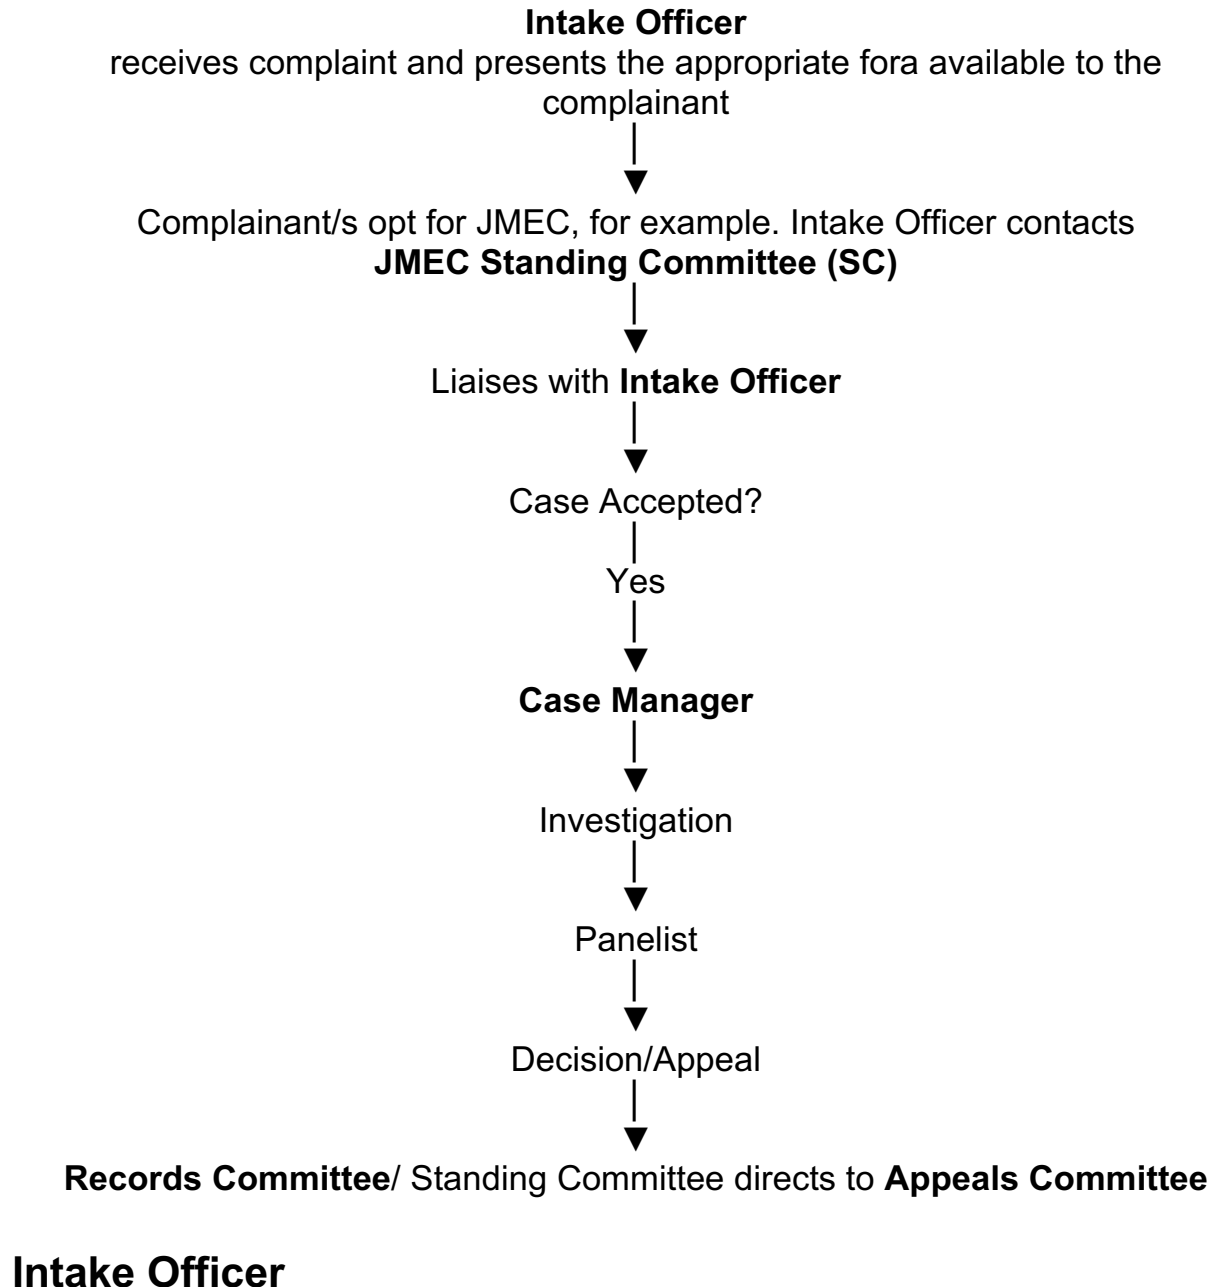 Intake Officer
receives complaint and presents the appropriate fora available to the
complainant
Complainant/s opt for JMEC, for example. Intake Officer contacts
JMEC Standing Committee (SC)
Liaises with Intake Officer
Case Accepted?
Yes
Case Manager
Investigation
Panelist
Decision/Appeal
Records Committee/ Standing Committee directs to Appeals Committee
Intake Officer